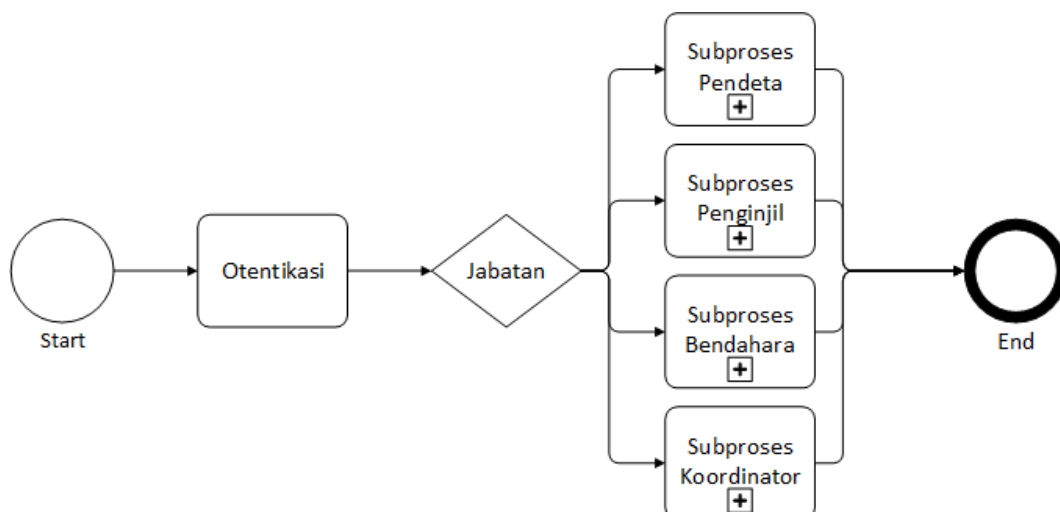 Subproses
Pendeta
Subproses
Penginjil
Start
Otentikasi
Jabatan
Subproses
Bendahara
Subproses
Koordinator
End